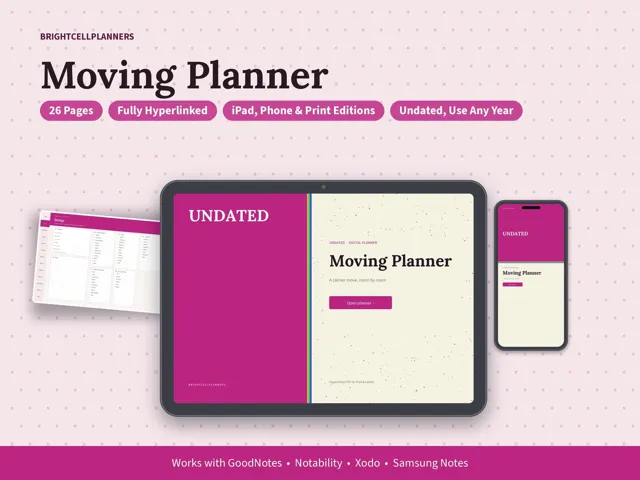 BRIGHTCELLPLANNERS
Moving Planner
26 Pages
Fully Hyperlinked
iPad, Phone & Print Editions
Undated, Use Any Year
UNDATED
UNDATED · DIGITAL PLANNER
Moving Planner
A calmer move, room by room
Open planner
BRIGHTCELLPLANNERS
UNDATED
Moving Planner
Works with GoodNotes • Notability • Xodo • Samsung Notes